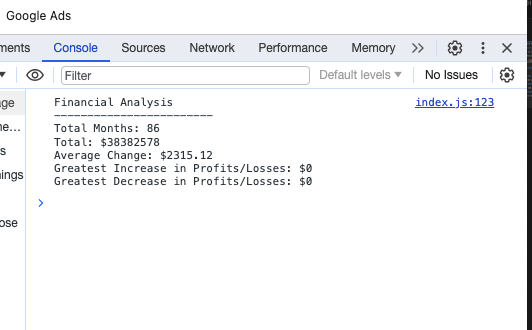 Google Ads
ments Console Sources Network Performance Memory
Filter Default levels No Issues
age
ne…
s
nings
ose
Financial Analysis index.js:123
-------------------------
Total Months: 86
Total: $38382578
Average Change: $2315.12
Greatest Increase in Profits/Losses: $0
Greatest Decrease in Profits/Losses: $0